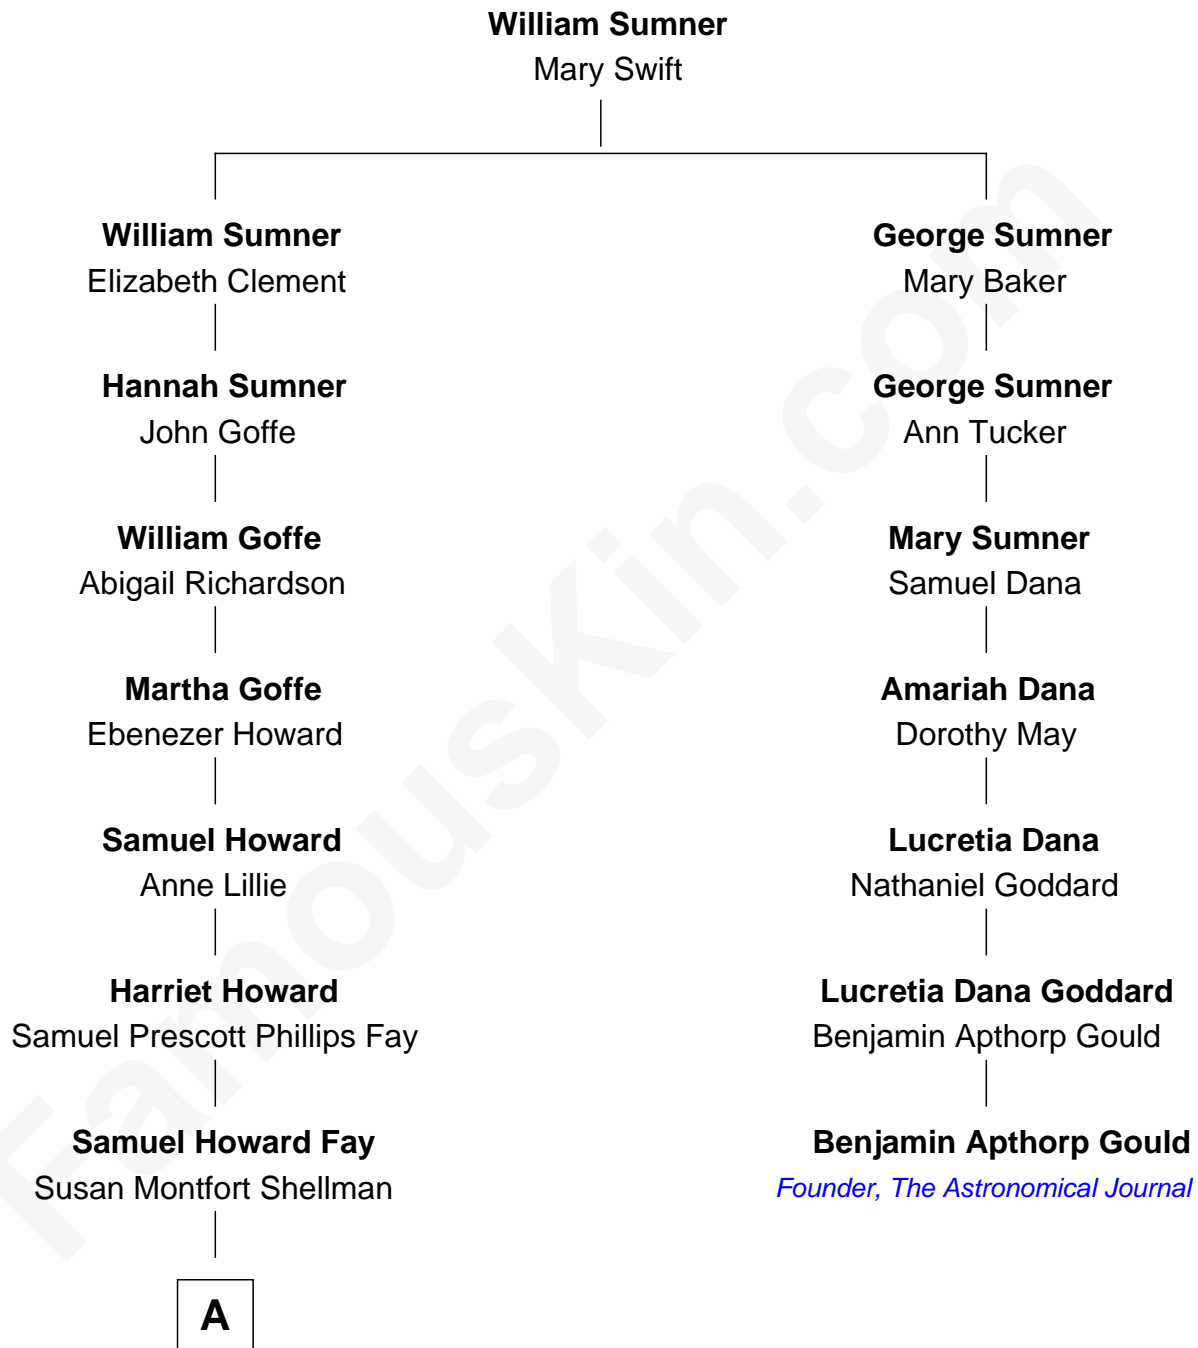 William Sumner
Mary Swift
William Sumner
Elizabeth Clement
George Sumner
Mary Baker
Hannah Sumner
John Goffe
George Sumner
Ann Tucker
William Goffe
Abigail Richardson
Mary Sumner
Samuel Dana
Martha Goffe
Ebenezer Howard
Amariah Dana
Dorothy May
Samuel Howard
Anne Lillie
Lucretia Dana
Nathaniel Goddard
Harriet Howard
Samuel Prescott Phillips Fay
Lucretia Dana Goddard
Benjamin Apthorp Gould
Samuel Howard Fay
Susan Montfort Shellman
Benjamin Apthorp Gould
Founder, The Astronomical Journal
A
FamousKin.com